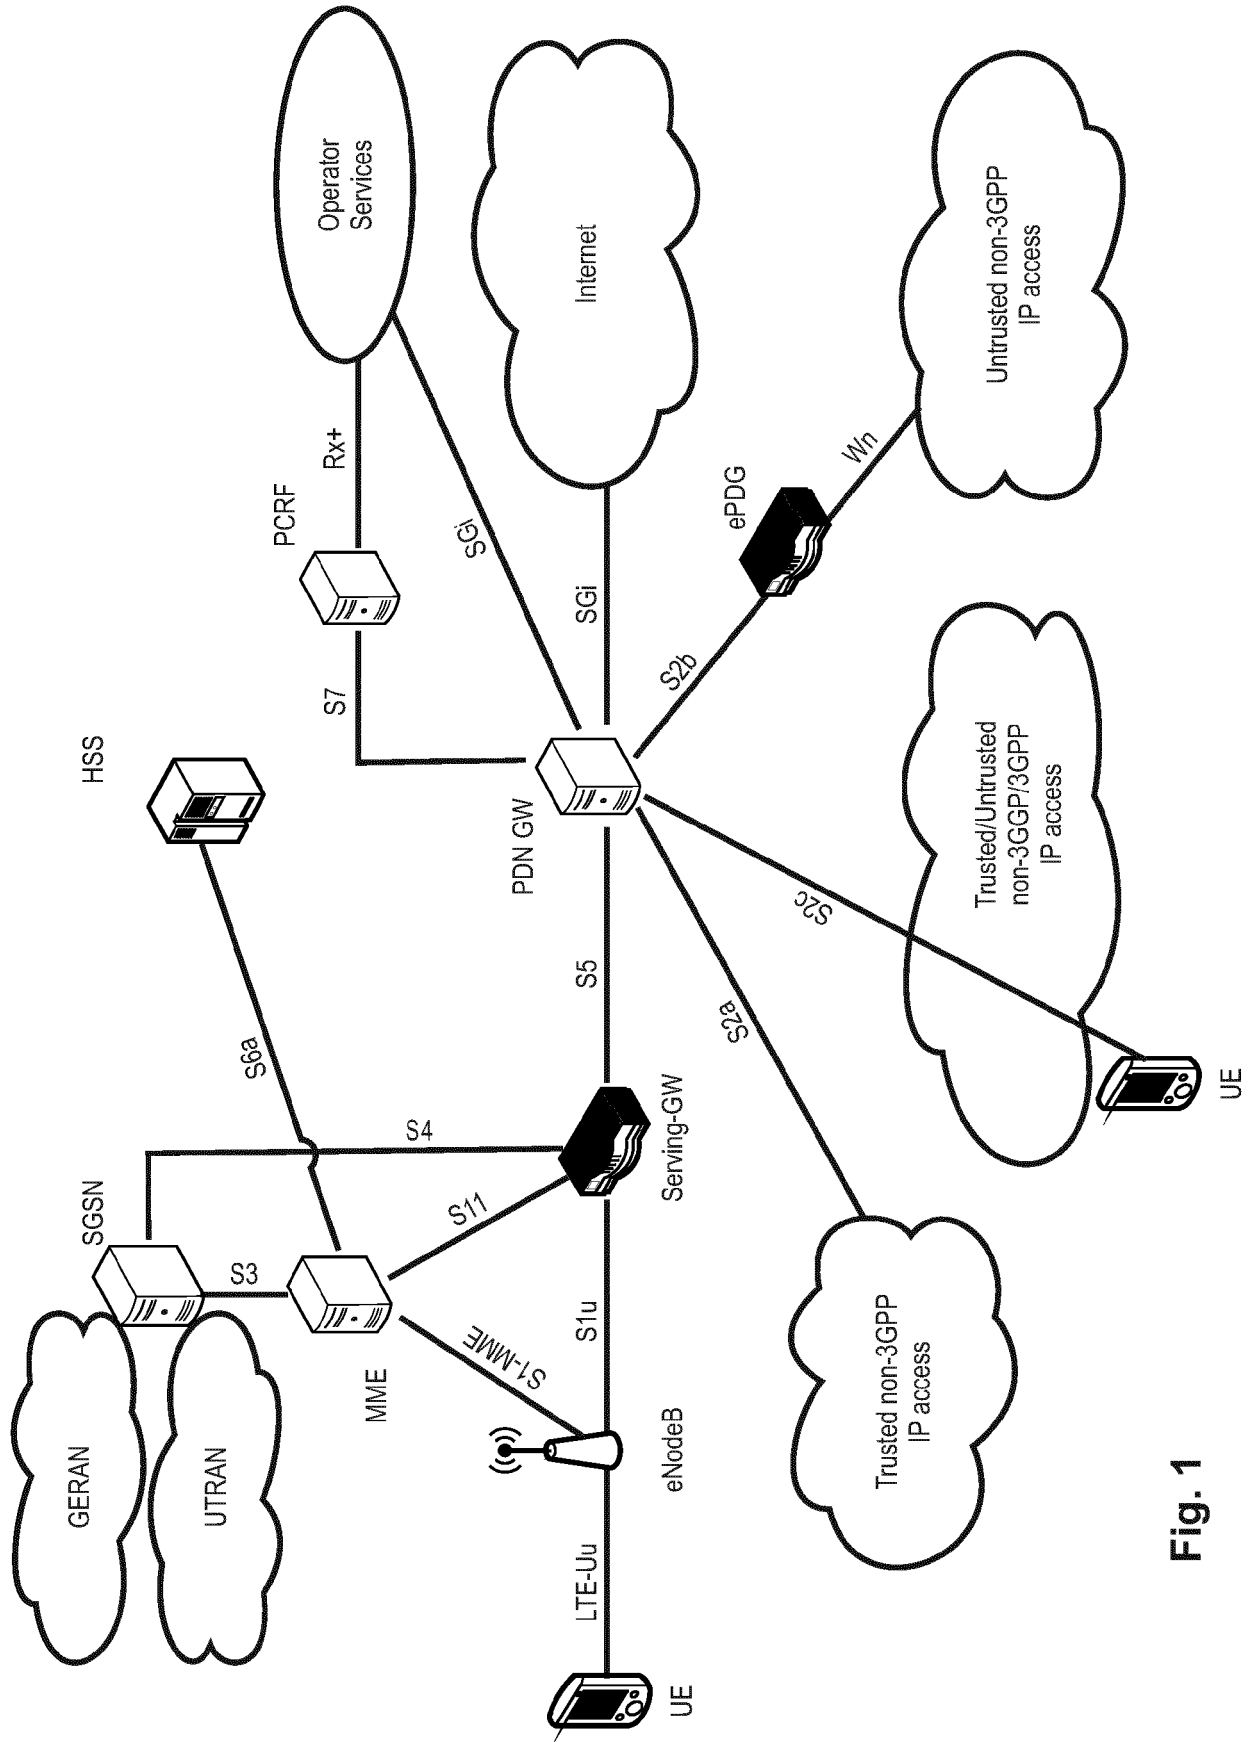 GERAN
UTRAN
SGSN
HSS
S3
S6a
S4
MME
S11
S1-MME
S7
PCRF
Rx+
Operator
Services
SGi
Internet
SGi
PDN GW
S5
Serving-GW
S1u
eNodeB
LTE-Uu
UE
S2a
S2c
S2b
ePDG
Wn
Trusted non-3GPP
IP access
Trusted/Untrusted
non-3GGP/3GPP
IP access
UE
Untrusted non-3GPP
IP access
Fig. 1